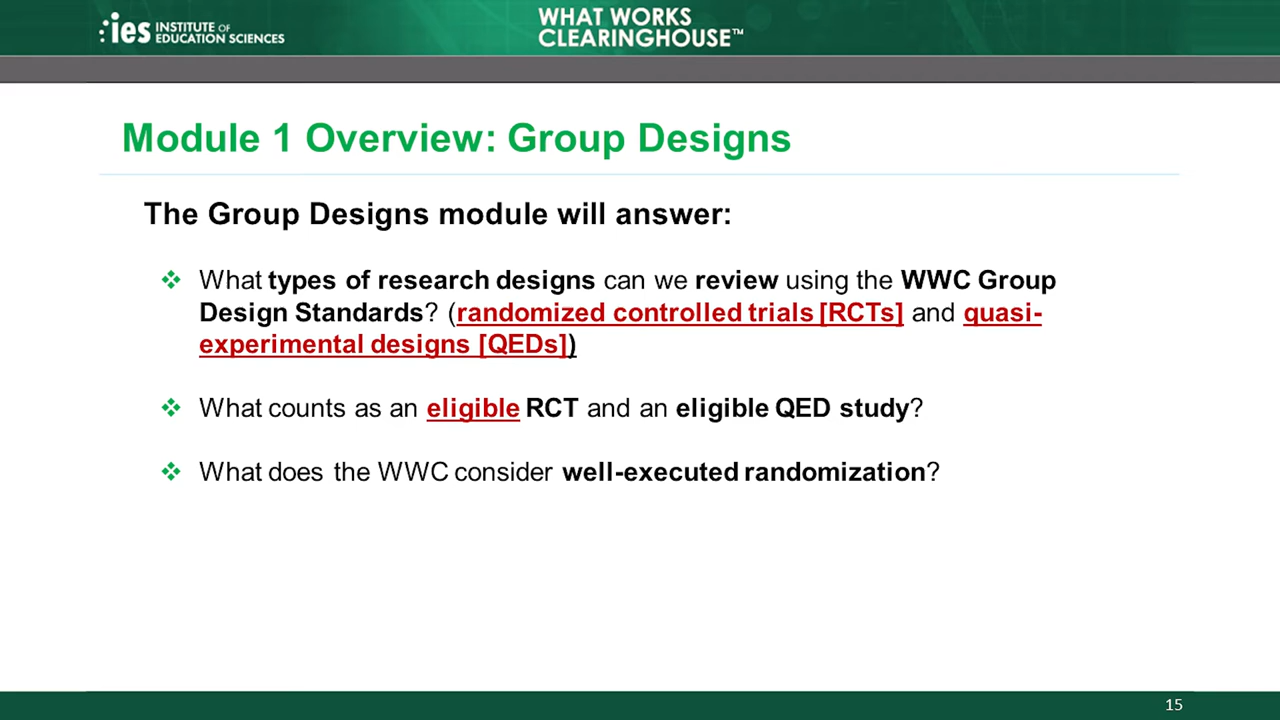 ies INSTITUTE OF
EDUCATION SCIENCES
WHAT WORKS
CLEARINGHOUSE™
Module 1 Overview: Group Designs
The Group Designs module will answer:
What types of research designs can we review using the WWC Group
Design Standards? (randomized controlled trials [RCTs] and quasi-
experimental designs [QEDs])
What counts as an eligible RCT and an eligible QED study?
What does the WWC consider well-executed randomization?
15